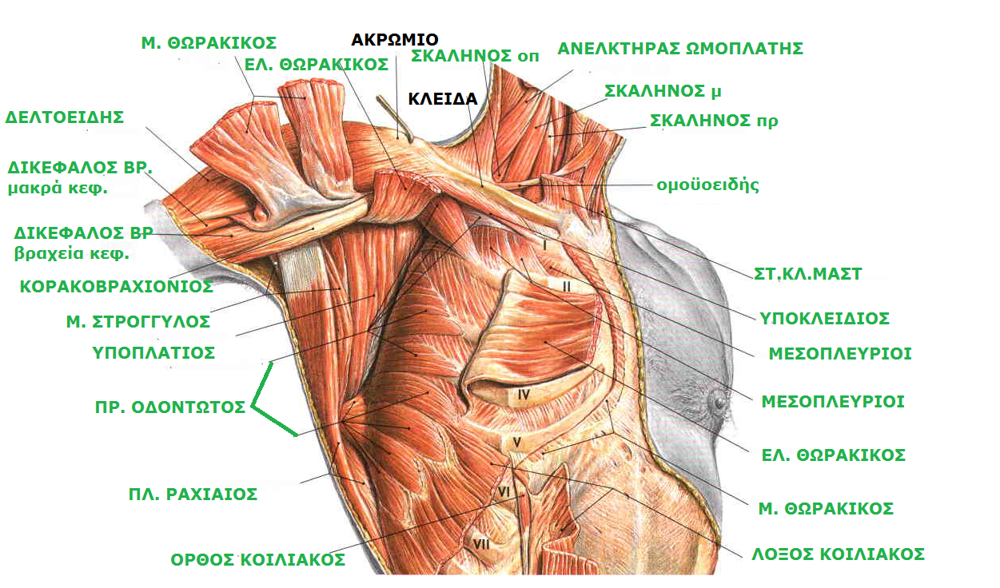 Μ. ΘΩΡΑΚΙΚΟΣ
ΑΚΡΩΜΙΟ
ΕΛ. ΘΩΡΑΚΙΚΟΣ
ΣΚΑΛΗΝΟΣ οπ
ΑΝΕΛΚΤΗΡΑΣ ΩΜΟΠΛΑΤΗΣ
ΚΛΕΙΔΑ
ΣΚΑΛΗΝΟΣ μ
ΔΕΛΤΟΕΙΔΗΣ
ΣΚΑΛΗΝΟΣ πρ
ΔΙΚΕΦΑΛΟΣ ΒΡ.
μακρά κεφ.
ομοϋοειδής
ΔΙΚΕΦΑΛΟΣ ΒΡ
βραχεία κεφ.
I
ΣΤ.ΚΛ.ΜΑΣΤ
ΚΟΡΑΚΟΒΡΑΧΙΟΝΙΟΣ
II
Μ. ΣΤΡΟΓΓΥΛΟΣ
ΥΠΟΚΛΕΙΔΙΟΣ
ΥΠΟΠΛΑΤΙΟΣ
ΜΕΣΟΠΛΕΥΡΙΟΙ
IV
ΠΡ. ΟΔΟΝΤΩΤΟΣ
ΜΕΣΟΠΛΕΥΡΙΟΙ
V
ΕΛ. ΘΩΡΑΚΙΚΟΣ
ΠΛ. ΡΑΧΙΑΙΟΣ
VI
Μ. ΘΩΡΑΚΙΚΟΣ
VII
ΟΡΘΟΣ ΚΟΙΛΙΑΚΟΣ
ΛΟΞΟΣ ΚΟΙΛΙΑΚΟΣ